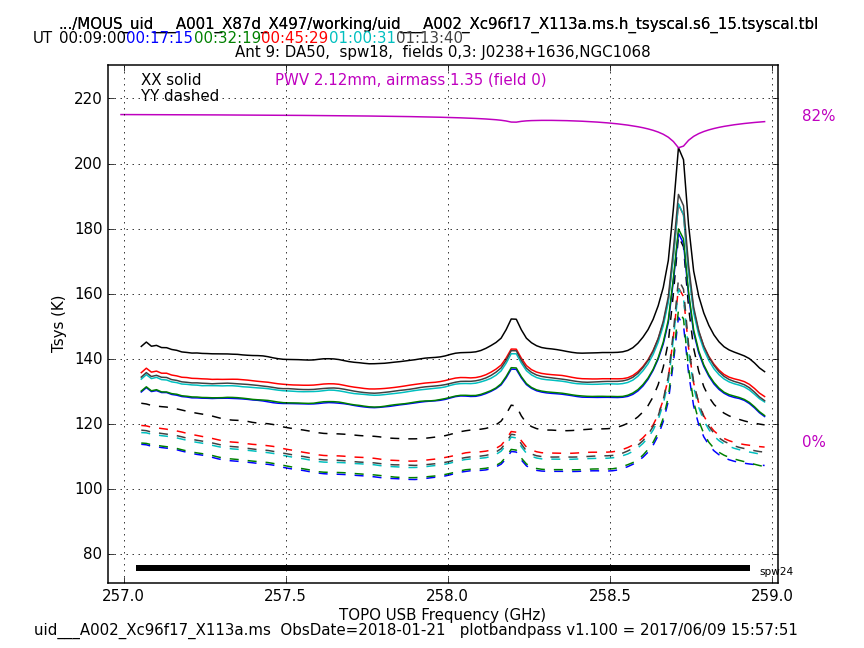 .../MOUS_uid___A001_X87d_X497/working/uid___A002_Xc96f17_X113a.ms.h_tsyscal.s6_15.tsyscal.tbl
UT 00:09:00 00:17:15 00:32:19 00:45:29 01:00:31 01:13:40
Ant 9: DA50, spw18, fields 0,3: J0238+1636,NGC1068
XX solid PWV 2.12mm, airmass 1.35 (field 0)
YY dashed
220
82%
200
180
160
140
120
0%
100
80
Tsys (K)
spw24
257.0 257.5 258.0 258.5 259.0
TOPO USB Frequency (GHz)
uid___A002_Xc96f17_X113a.ms ObsDate=2018-01-21 plotbandpass v1.100 = 2017/06/09 15:57:51